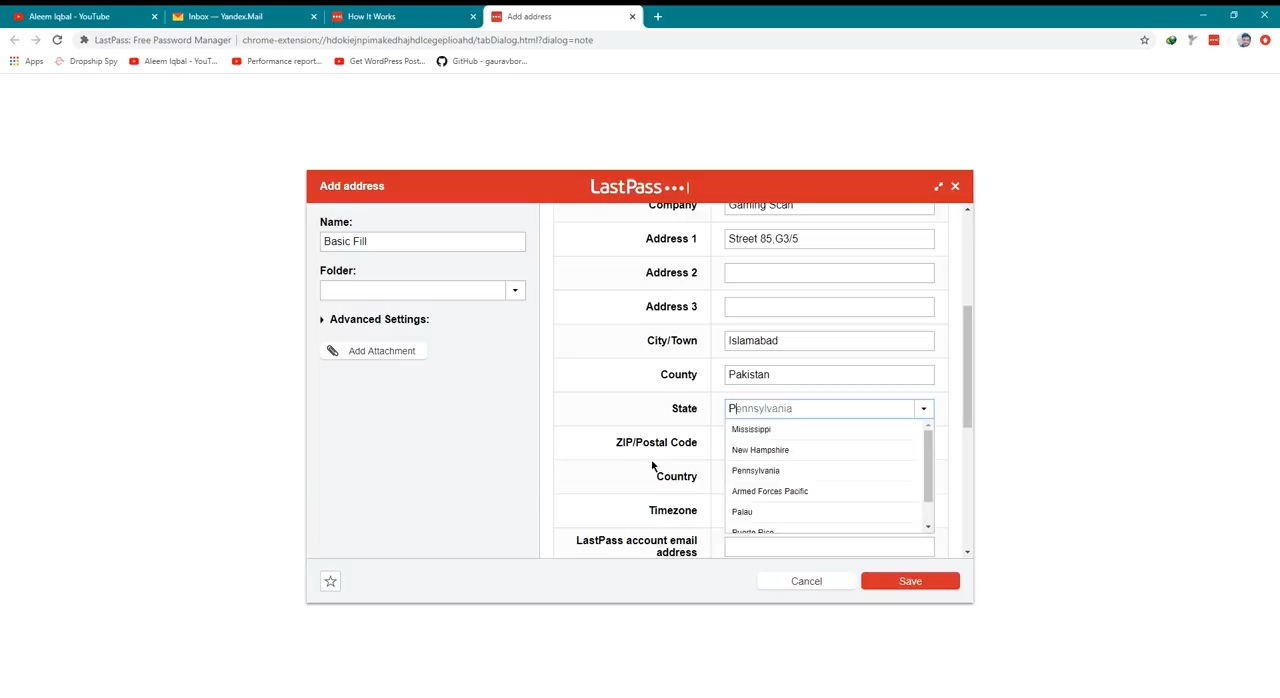 Aleem Iqbal - YouTube
Inbox — Yandex.Mail
How It Works
Add address
LastPass: Free Password Manager
chrome-extension://hdokiejnpimakedhajhdlcegeplioahd/tabDialog.html?dialog=note
Apps
Dropship Spy
Aleem Iqbal - YouT...
Performance report...
Get WordPress Post...
GitHub - gauravbor...
Add address
LastPass
Name:
Basic Fill
Folder:
Advanced Settings:
Add Attachment
Company
Gaming Scan
Address 1
Street 85,G3/5
Address 2
Address 3
City/Town
Islamabad
County
Pakistan
State
Pennsylvania
Mississippi
New Hampshire
Pennsylvania
Armed Forces Pacific
Palau
Puerto Rico
ZIP/Postal Code
Country
Timezone
LastPass account email
address
Cancel
Save